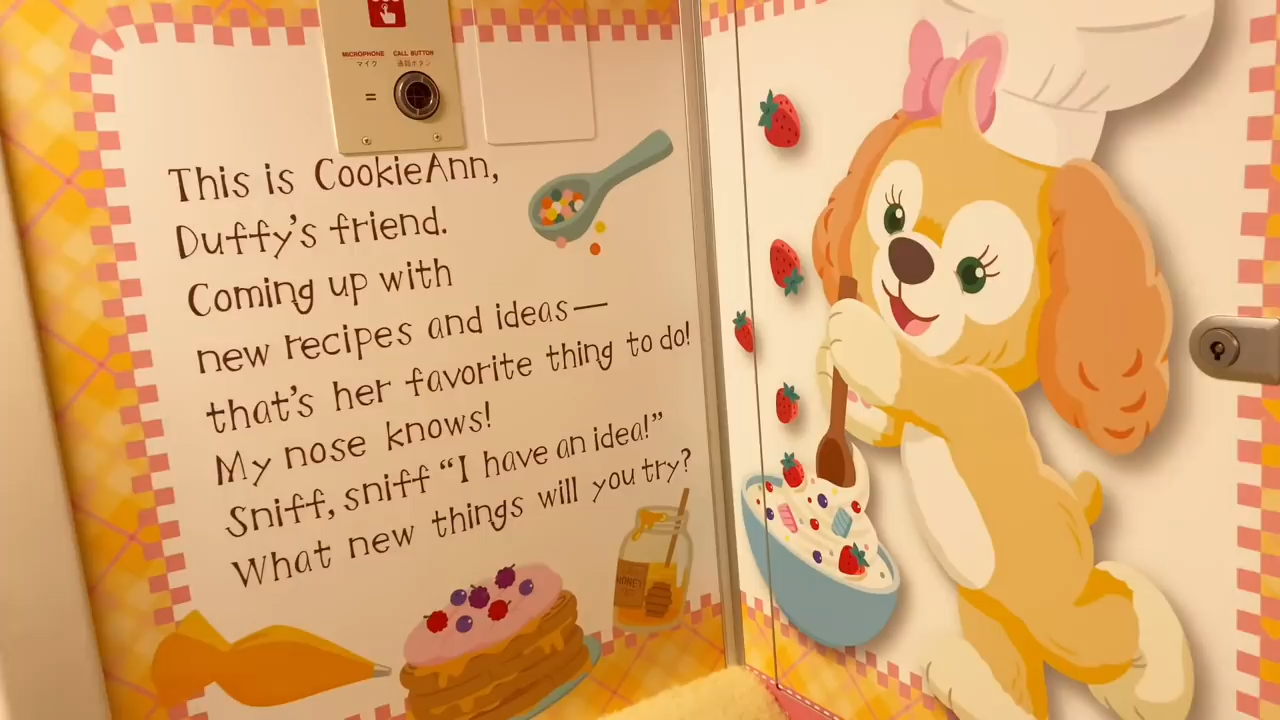 MICROPHONE CALL BUTTON
マイク 通話ボタン
This is CookieAnn,
Duffy's friend.
Coming up with
new recipes and ideas—
that's her favorite thing to do!
My nose knows!
Sniff, sniff “I have an idea!”
What new things will you try?
HONEY